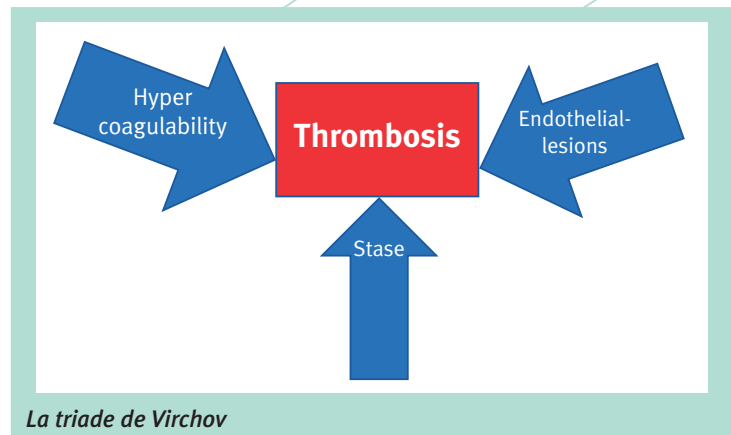 Hyper
coagulability
Thrombosis
Endothelial-
lesions
Stase
La triade de Virchov